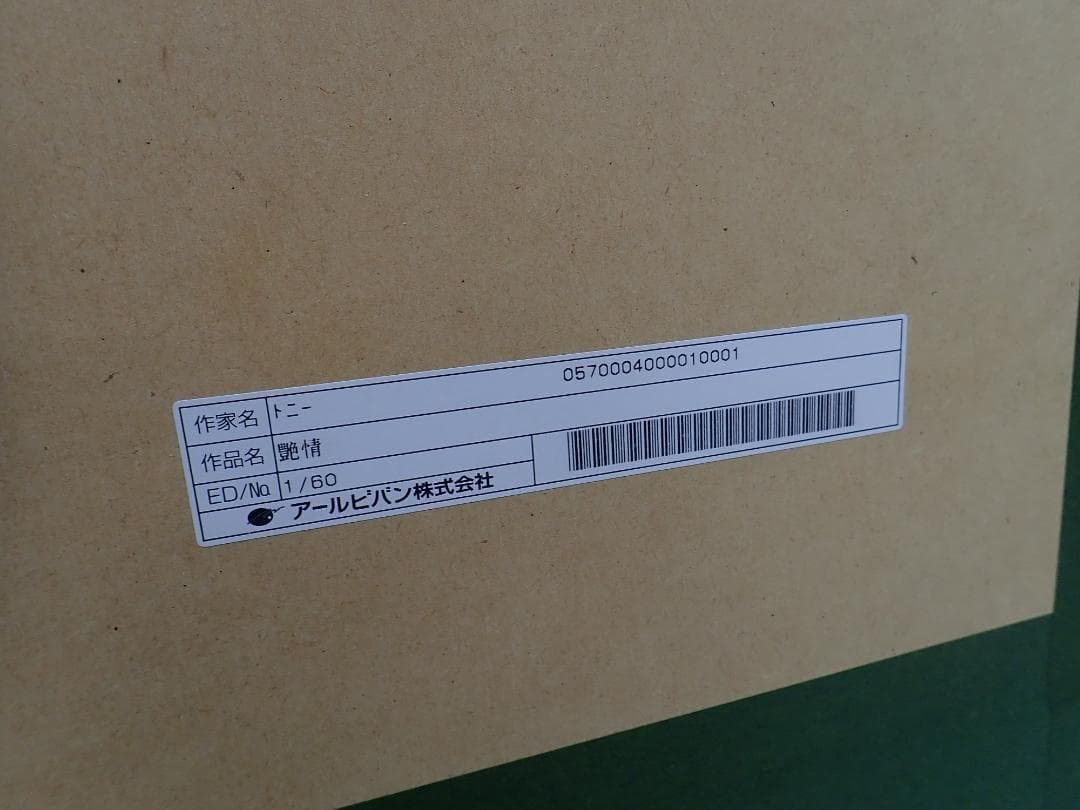 作家名 ﾄﾆｰ 0570004000010001
作品名 艶情
ED/No 1/60
アールビバン株式会社